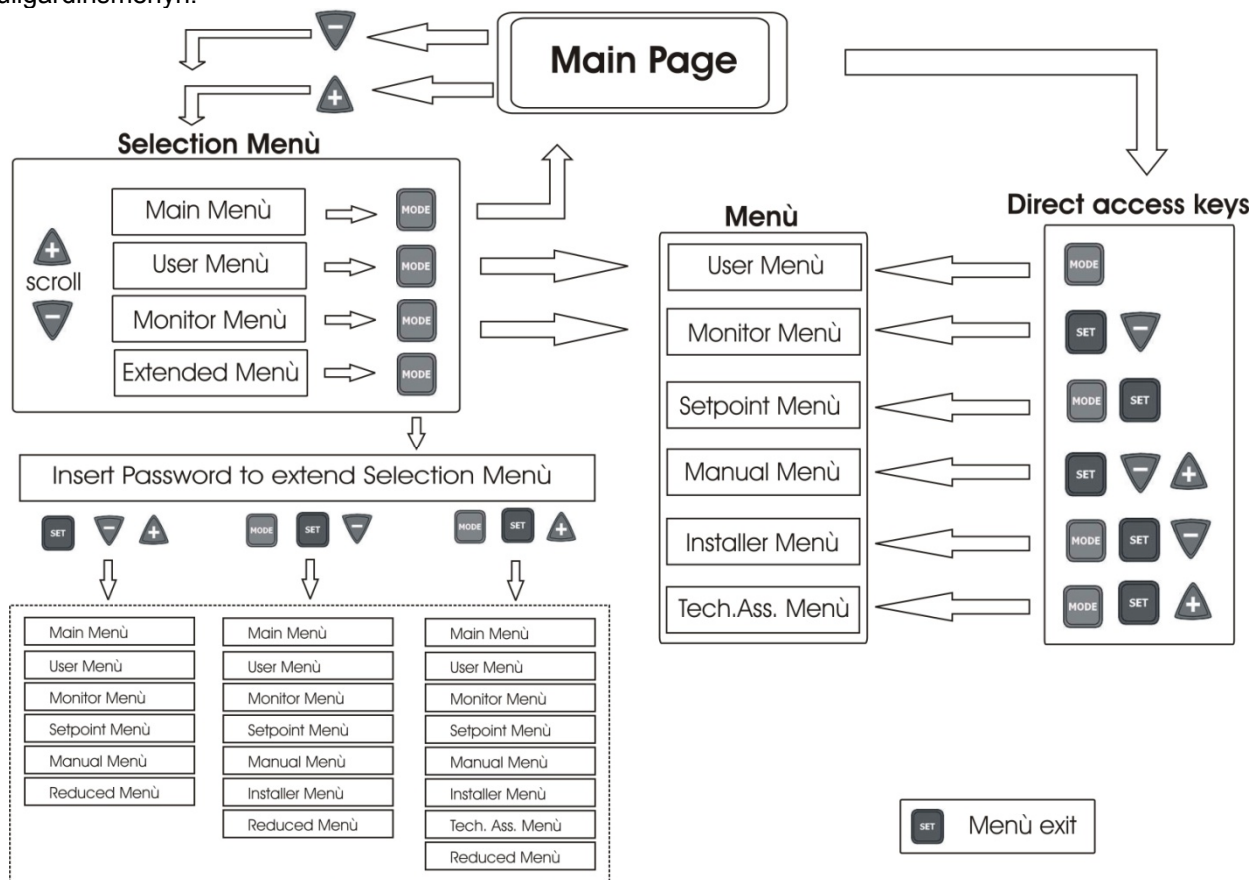 Main Page
Selection Menù
Main Menù
MODE
User Menù
MODE
Monitor Menù
MODE
Extended Menù
MODE
+
scroll
−
Insert Password to extend Selection Menù
SET − +
MODE SET −
MODE SET +
Main Menù
User Menù
Monitor Menù
Setpoint Menù
Manual Menù
Reduced Menù
Main Menù
User Menù
Monitor Menù
Setpoint Menù
Manual Menù
Installer Menù
Reduced Menù
Main Menù
User Menù
Monitor Menù
Setpoint Menù
Manual Menù
Installer Menù
Tech. Ass. Menù
Reduced Menù
Menù
User Menù
Monitor Menù
Setpoint Menù
Manual Menù
Installer Menù
Tech.Ass. Menù
Direct access keys
MODE
SET −
MODE SET
SET − +
MODE SET −
MODE SET +
SET Menù exit